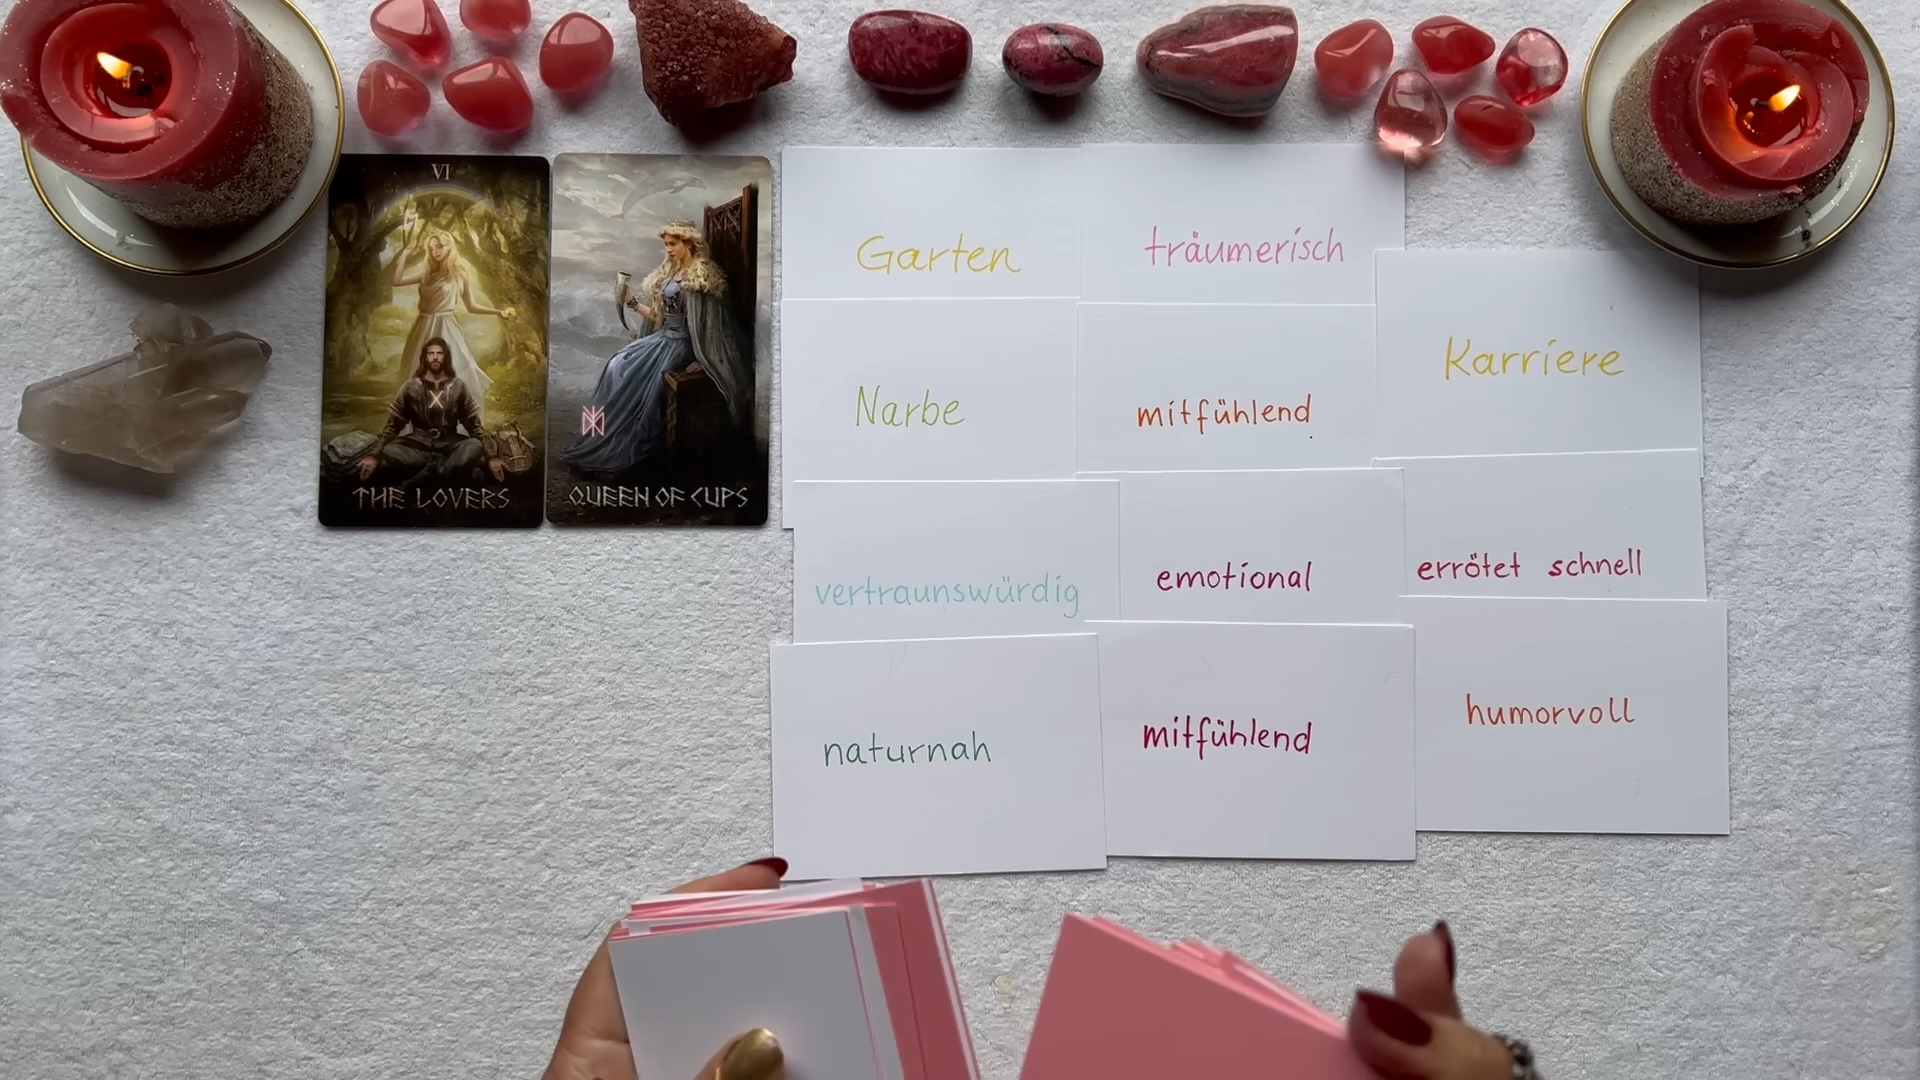 VI
THE LOVERS
QUEEN OF CUPS
Garten
träumerisch
Karriere
Narbe
mitfühlend
vertraunswürdig
emotional
errötet schnell
naturnah
mitfühlend
humorvoll